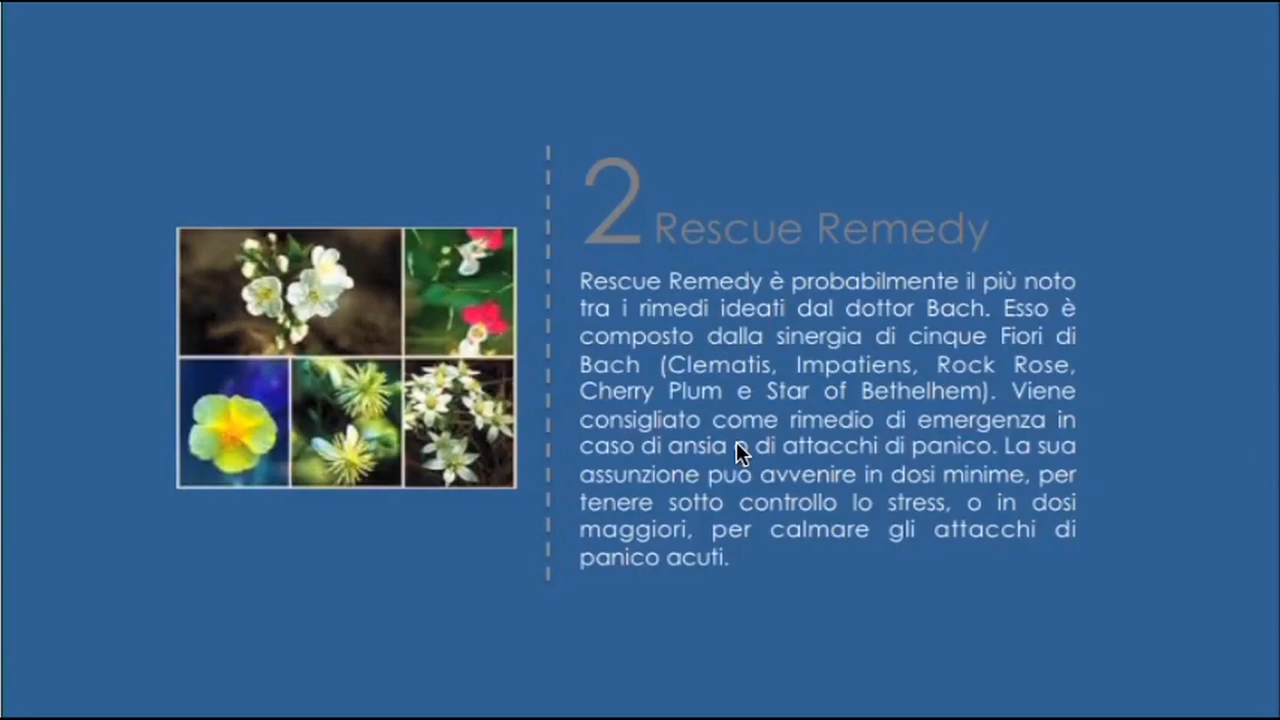 2 Rescue Remedy
Rescue Remedy è probabilmente il più noto
tra i rimedi ideati dal dottor Bach. Esso è
composto dalla sinergia di cinque Fiori di
Bach (Clematis, Impatiens, Rock Rose,
Cherry Plum e Star of Bethelhem). Viene
consigliato come rimedio di emergenza in
caso di ansia di attacchi di panico. La sua
assunzione può avvenire in dosi minime, per
tenere sotto controllo lo stress, o in dosi
maggiori, per calmare gli attacchi di
panico acuti.